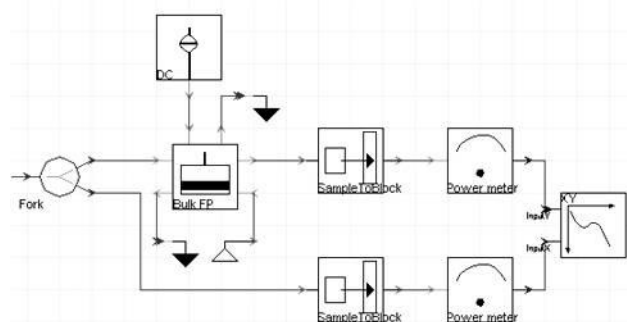 DC
Fork
Bulk FP
SampleToBlock
Power meter
XY
InputY
InputX
SampleToBlock
Power meter